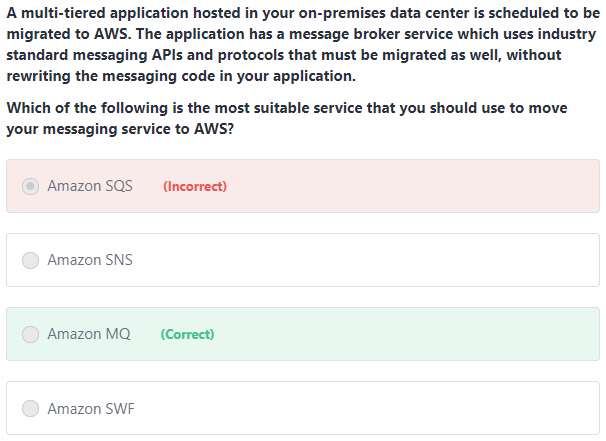 A multi-tiered application hosted in your on-premises data center is scheduled to be
migrated to AWS. The application has a message broker service which uses industry
standard messaging APIs and protocols that must be migrated as well, without
rewriting the messaging code in your application.
Which of the following is the most suitable service that you should use to move
your messaging service to AWS?
Amazon SQS (Incorrect)
Amazon SNS
Amazon MQ (Correct)
Amazon SWF